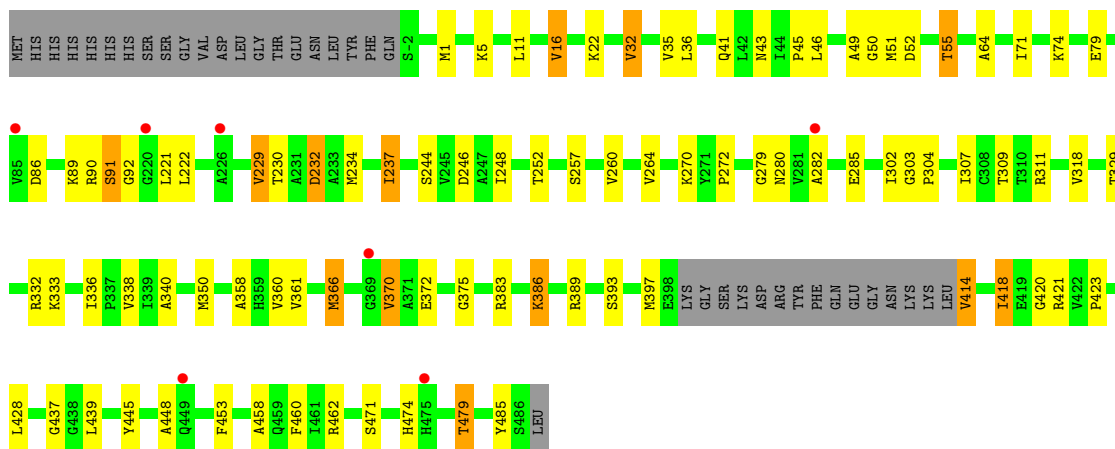 MET HIS HIS HIS HIS HIS HIS SER SER GLY VAL ASP LEU GLY THR GLU ASN LEU TYR PHE GLN S-2 M1 K5 L11 V16 K22 V32 V35 L36 Q41 L42 N43 I44 P45 L46 A49 G50 M51 D52 T55 A64 I71 K74 E79
V85 D86 K89 R90 S91 G92 G220 L221 L222 A226 V229 T230 A231 D232 A233 M234 I237 S244 V245 D246 A247 I248 T252 S257 V260 V264 K270 Y271 P272 G279 N280 V281 A282 E285 I302 G303 P304 I307 C308 T309 T310 R311 V318 T329
R332 K333 I336 P337 V338 I339 A340 M350 A358 H359 V360 V361 M366 G369 V370 A371 E372 G375 R383 K386 R389 S393 M397 E398 LYS GLY SER LYS ASP ARG TYR PHE GLN GLU GLY ASN LYS LYS LEU V414 I418 E419 G420 R421 V422 P423
L428 G437 G438 L439 Y445 A448 Q449 F453 A458 Q459 F460 I461 R462 S471 H474 H475 T479 Y485 S486 LEU